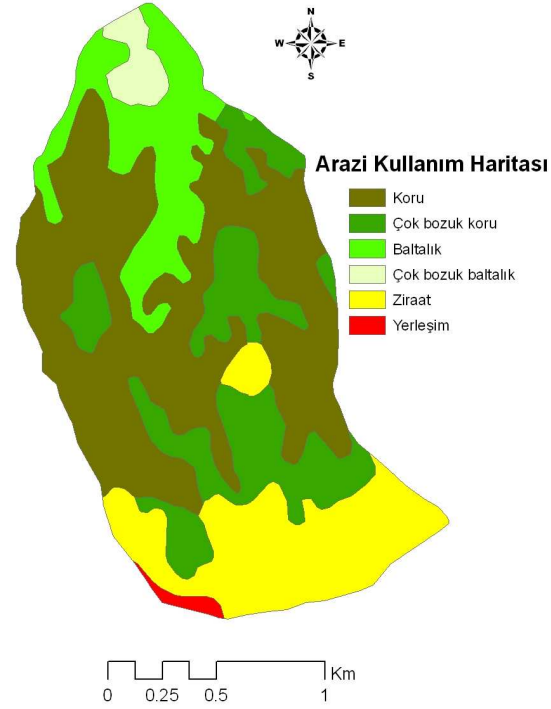 N
W E
S
Arazi Kullanım Haritası
Koru
Çok bozuk koru
Baltalık
Çok bozuk baltalık
Ziraat
Yerleşim
Km
0 0.25 0.5 1